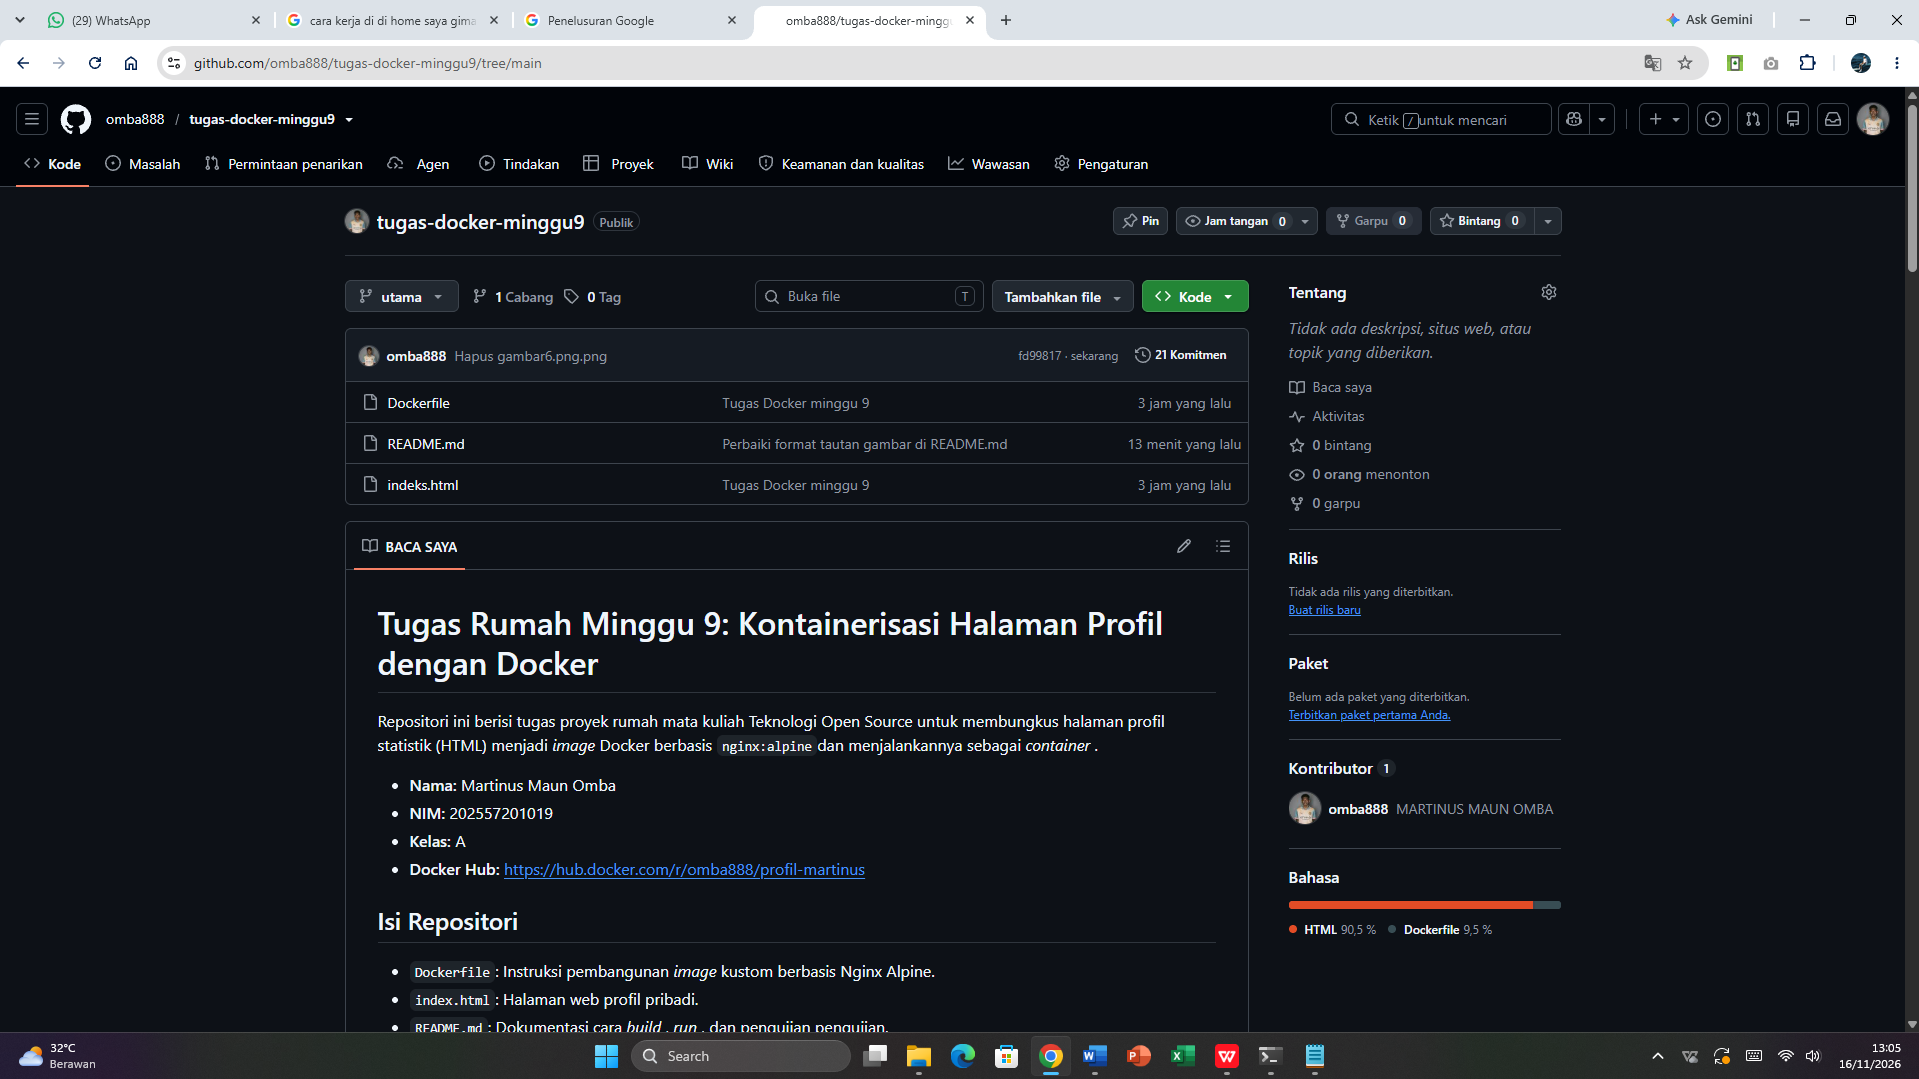 (29) WhatsApp
cara kerja di di home saya gima
Penelusuran Google
omba888/tugas-docker-minggu
Ask Gemini
github.com/omba888/tugas-docker-minggu9/tree/main
omba888 / tugas-docker-minggu9
Ketik / untuk mencari
Kode
Masalah
Permintaan penarikan
Agen
Tindakan
Proyek
Wiki
Keamanan dan kualitas
Wawasan
Pengaturan
tugas-docker-minggu9 Publik
Pin
Jam tangan 0
Garpu 0
Bintang 0
utama
1 Cabang
0 Tag
Buka file T
Tambahkan file
Kode
omba888 Hapus gambar6.png.png fd99817 · sekarang 21 Komitmen
Dockerfile Tugas Docker minggu 9 3 jam yang lalu
README.md Perbaiki format tautan gambar di README.md 13 menit yang lalu
indeks.html Tugas Docker minggu 9 3 jam yang lalu
BACA SAYA
Tugas Rumah Minggu 9: Kontainerisasi Halaman Profil
dengan Docker
Repositori ini berisi tugas proyek rumah mata kuliah Teknologi Open Source untuk membungkus halaman profil
statistik (HTML) menjadi image Docker berbasis nginx:alpine dan menjalankannya sebagai container .
Nama: Martinus Maun Omba
NIM: 202557201019
Kelas: A
Docker Hub: https://hub.docker.com/r/omba888/profil-martinus
Isi Repositori
Dockerfile : Instruksi pembangunan image kustom berbasis Nginx Alpine.
index.html : Halaman web profil pribadi.
README.md : Dokumentasi cara build , run , dan pengujian pengujian.
Tentang
Tidak ada deskripsi, situs web, atau
topik yang diberikan.
Baca saya
Aktivitas
0 bintang
0 orang menonton
0 garpu
Rilis
Tidak ada rilis yang diterbitkan.
Buat rilis baru
Paket
Belum ada paket yang diterbitkan.
Terbitkan paket pertama Anda.
Kontributor 1
omba888 MARTINUS MAUN OMBA
Bahasa
HTML 90,5 % Dockerfile 9,5 %
32°C
Berawan
Search
13:05
16/11/2026